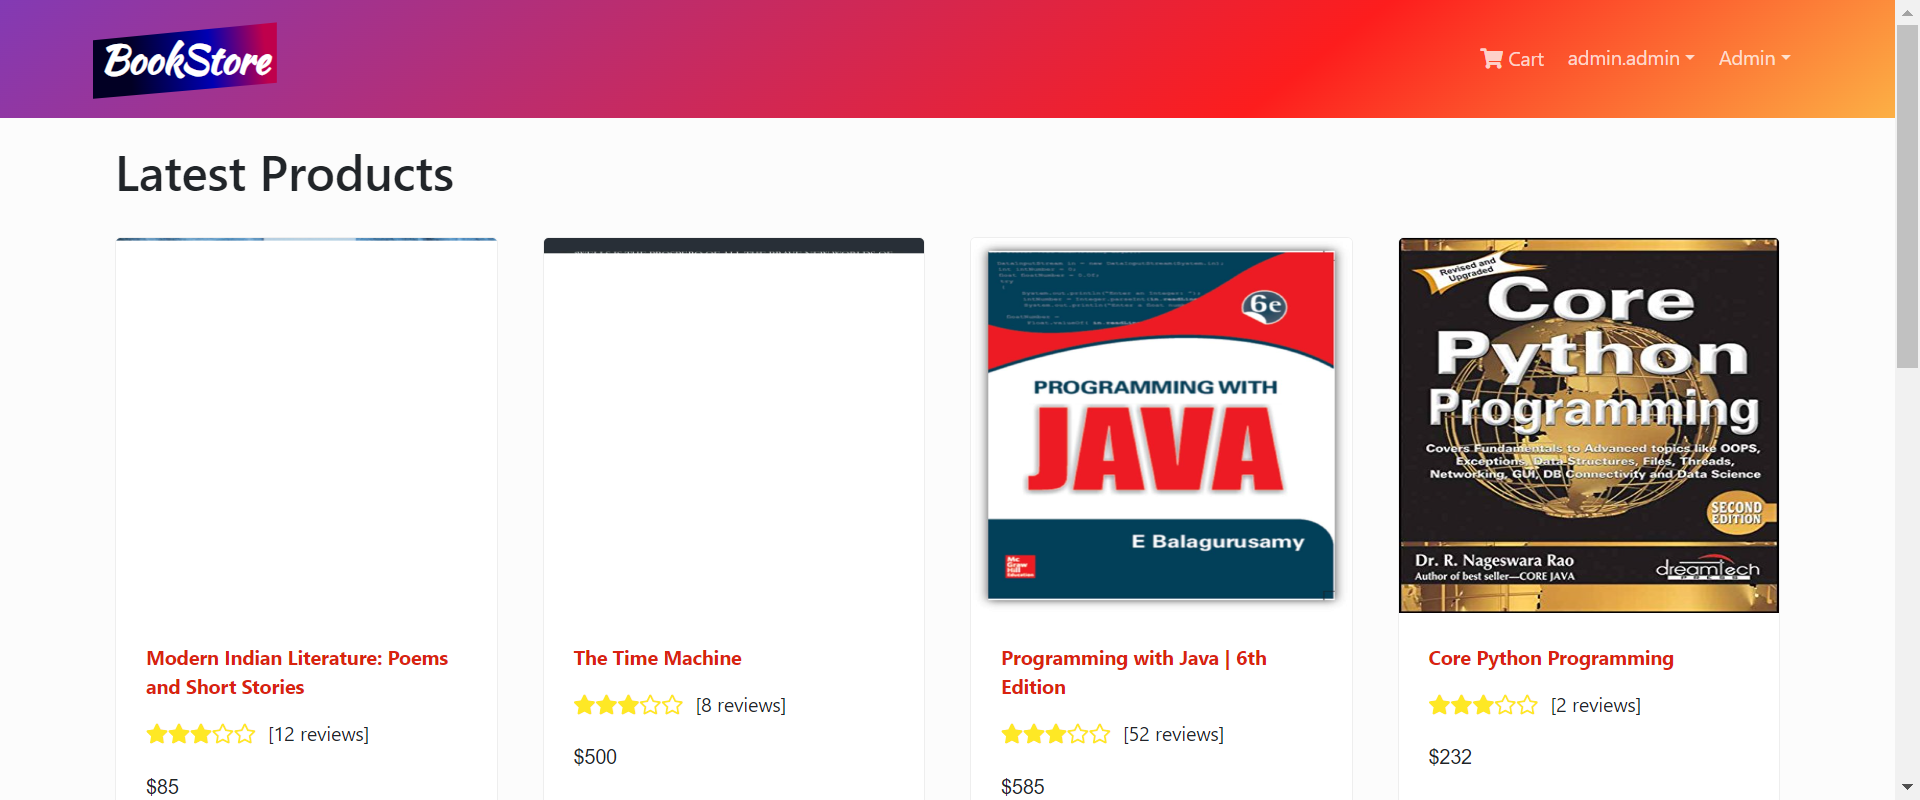 BookStore
Cart
admin.admin
Admin
Latest Products
6e
PROGRAMMING WITH
JAVA
E Balagurusamy
Mc
Graw
Hill
Education
Revised and
Upgraded
Core
Python
Programming
Covers Fundamentals to Advanced topics like OOPS,
Exceptions, Data Structures, Files, Threads,
Networking, GUI, DB Connectivity and Data Science
SECOND
EDITION
Dr. R. Nageswara Rao
Author of best seller—CORE JAVA
dreamtech
PRESS
Modern Indian Literature: Poems
and Short Stories
[12 reviews]
$85
The Time Machine
[8 reviews]
$500
Programming with Java | 6th
Edition
[52 reviews]
$585
Core Python Programming
[2 reviews]
$232